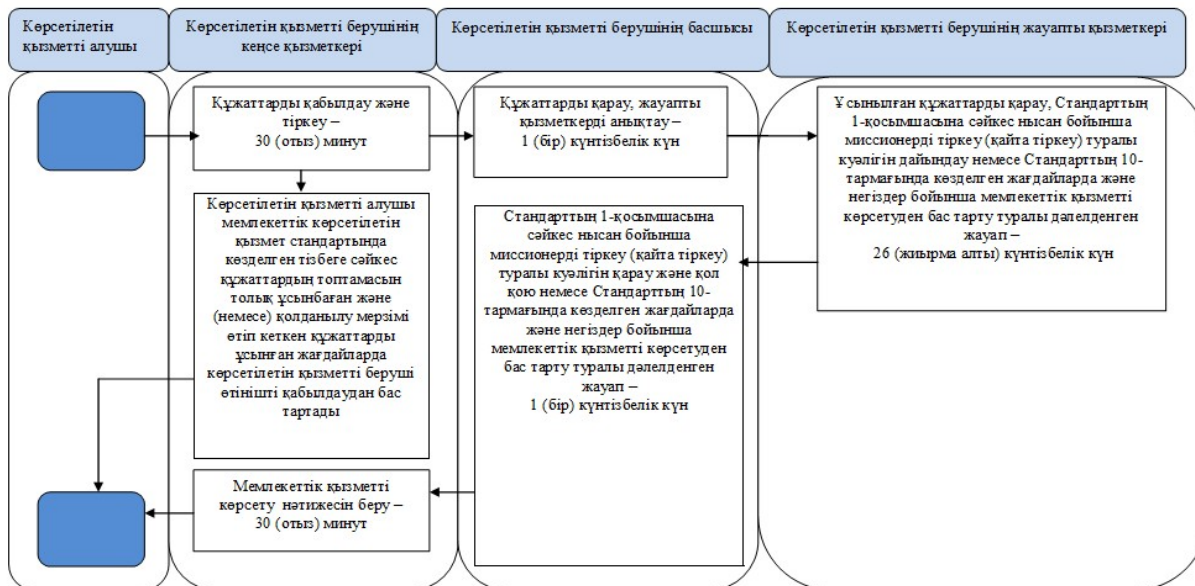 Көрсетілетін
қызметті алушы
Көрсетілетін қызметті берушінің
кеңсе қызметкері
Көрсетілетін қызметті берушінің басшысы
Көрсетілетін қызметті берушінің жауапты қызметкері
Құжаттарды қабылдау және
тіркеу –
30 (отыз) минут
Құжаттарды қарау, жауапты
қызметкерді анықтау –
1 (бір) күнтізбелік күн
Ұ сынылған құжаттарды қарау, Стандарттың
1-қосымшасына сәйкес нысан бойынша
миссионерді тіркеу (қайта тіркеу) туралы
куәлігін дайындау немесе Стандарттың 10-
тармағында көзделген жағдайларда және
негіздер бойынша мемлекеттік қызметті
көрсетуден бас тарту туралы дәлелденген
жауап –
26 (жиырма алты) күнтізбелік күн
Көрсетілетін қызметті алушы
мемлекеттік көрсетілетін
қызмет стандартында
көзделген тізбеге сәйкес
құжаттардың топтамасын
толық ұсынбаған және
(немесе) қолданылу мерзімі
өтіп кеткен құжаттарды
ұсынған жағдайларда
көрсетілетін қызметті беруші
өтінішті қабылдаудан бас
тартады
Стандарттың 1-қосымшасына
сәйкес нысан бойынша
миссионерді тіркеу (қайта тіркеу)
туралы куәлігін қарау және қол
қою немесе Стандарттың 10-
тармағында көзделген жағдайларда
және негіздер бойынша
мемлекеттік қызметті көрсетуден
бас тарту туралы дәлелденген
жауап –
1 (бір) күнтізбелік күн
Мемлекеттік қызметті
көрсету нәтижесін беру –
30 (отыз) минут